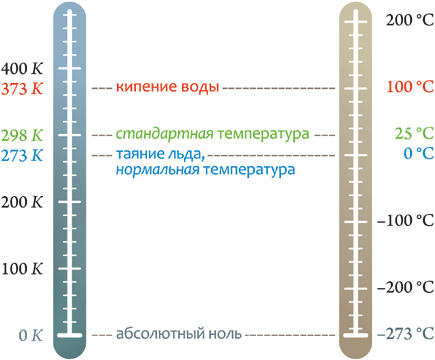 200 °C
400 K
373 K кипение воды 100 °C
298 K стандартная температура 25 °C
273 K таяние льда, 0 °C
нормальная температура
200 K
–100 °C
100 K
–200 °C
0 K абсолютный ноль –273 °C